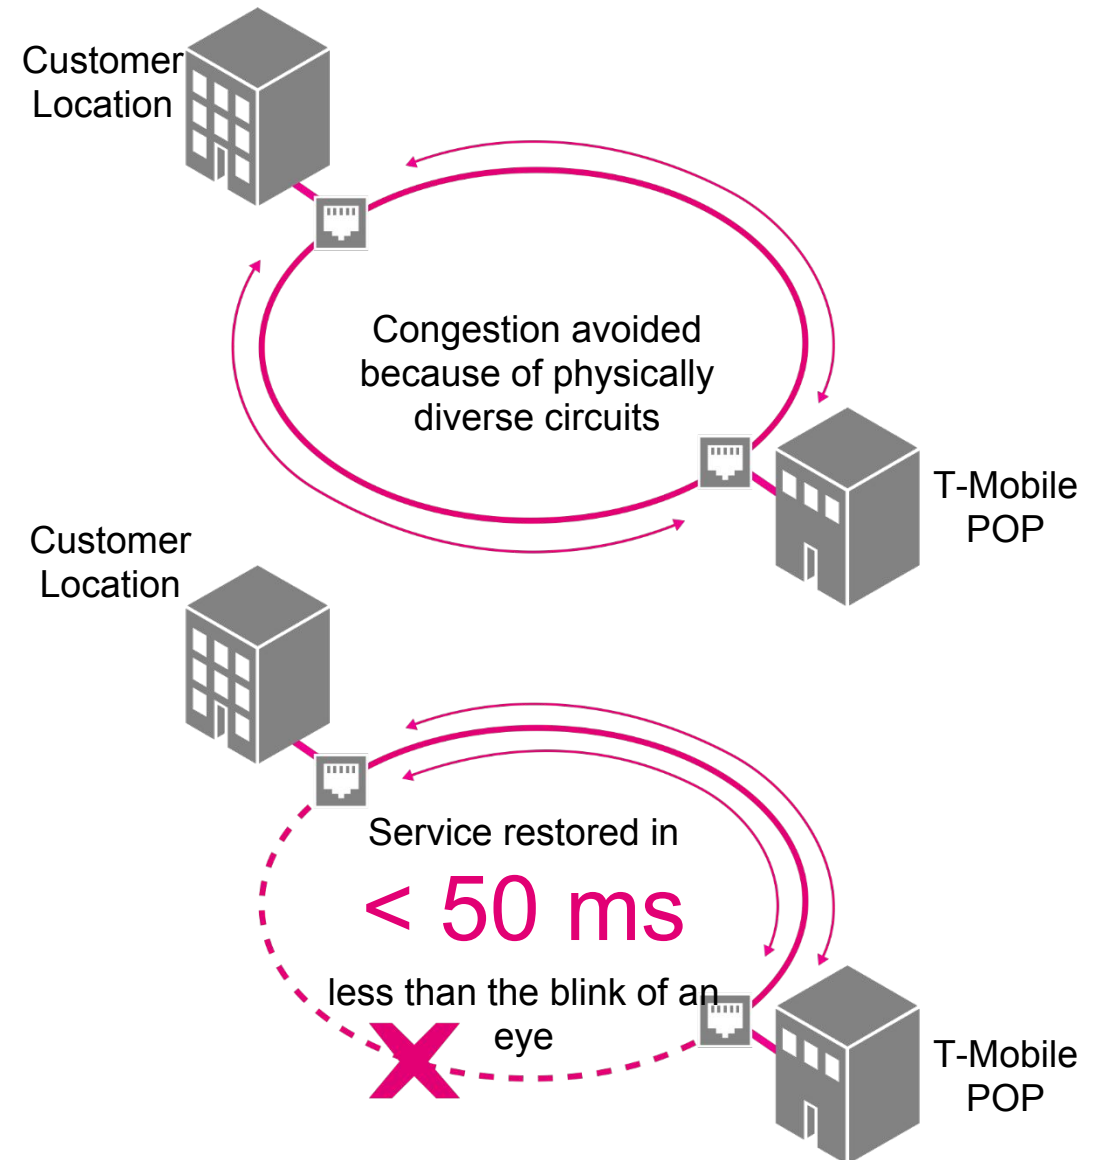 Customer
Location
Congestion avoided
because of physically
diverse circuits
T-Mobile
POP
Customer
Location
Service restored in
< 50 ms
less than the blink of an
eye
T-Mobile
POP